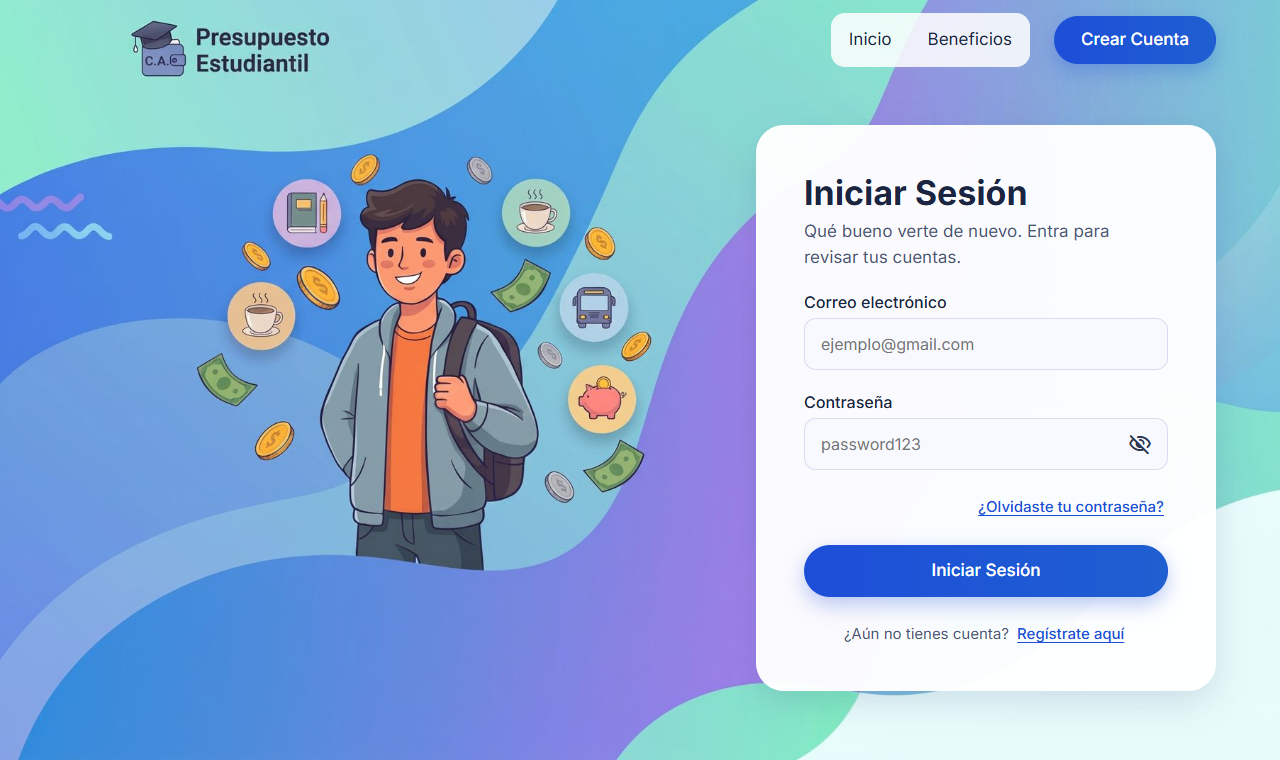 C.A.
Presupuesto
Estudiantil
Inicio
Beneficios
Crear Cuenta
Iniciar Sesión
Qué bueno verte de nuevo. Entra para
revisar tus cuentas.
Correo electrónico
ejemplo@gmail.com
Contraseña
password123
¿Olvidaste tu contraseña?
Iniciar Sesión
¿Aún no tienes cuenta? Regístrate aquí